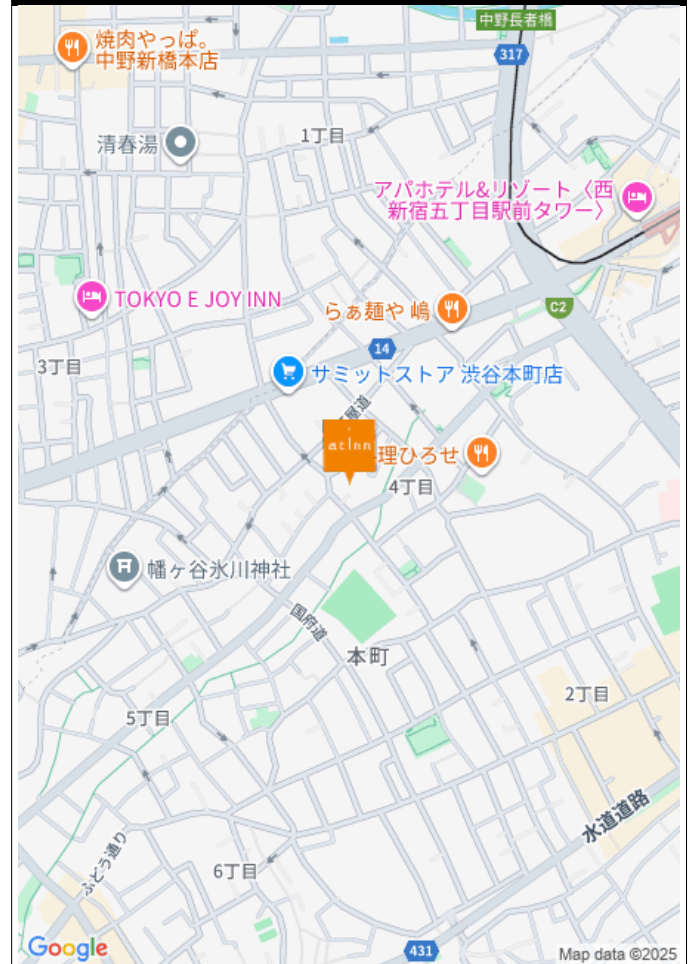 中野長者橋
焼肉やっぱ。
中野新橋本店
317
1丁目
清春湯
アパホテル&リゾート〈西
新宿五丁目駅前タワー〉
TOKYO E JOY INN
らぁ麺や 嶋
C2
14
3丁目
サミットストア 渋谷本町店
atInn
理ひろせ
4丁目
幡ヶ谷氷川神社
国府道
本町
2丁目
5丁目
水道道路
ふどう通り
6丁目
431
Google
Map data ©2025